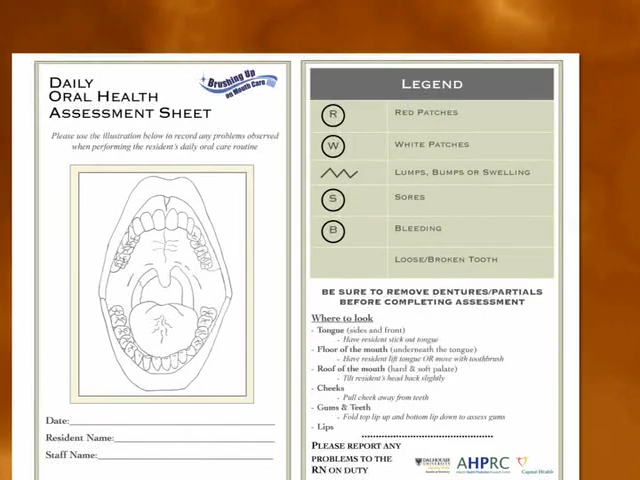 DAILY
ORAL HEALTH
ASSESSMENT SHEET
Brushing Up
on Mouth Care
Please use the illustration below to record any problems observed
when performing the resident's daily oral care routine
Date:
Resident Name:
Staff Name:
LEGEND
R RED PATCHES
W WHITE PATCHES
LUMPS, BUMPS OR SWELLING
S SORES
B BLEEDING
LOOSE/BROKEN TOOTH
BE SURE TO REMOVE DENTURES/PARTIALS
BEFORE COMPLETING ASSESSMENT
Where to look
- Tongue (sides and front)
- Have resident stick out tongue
- Floor of the mouth (underneath the tongue)
- Have resident lift tongue OR move with toothbrush
- Roof of the mouth (hard & soft palate)
- Tilt resident's head back slightly
- Cheeks
- Pull cheek away from teeth
- Gums & Teeth
- Fold top lip up and bottom lip down to assess gums
- Lips
PLEASE REPORT ANY
PROBLEMS TO THE
RN ON DUTY
DALHOUSIE
UNIVERSITY
AHPRC
Capital Health